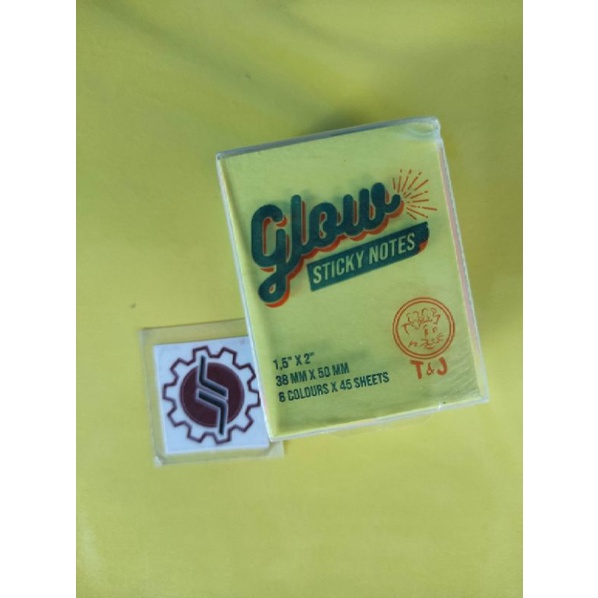 glow
STICKY NOTES
1,5" X 2"
38 MM X 50 MM
6 COLOURS X 45 SHEETS
T&J